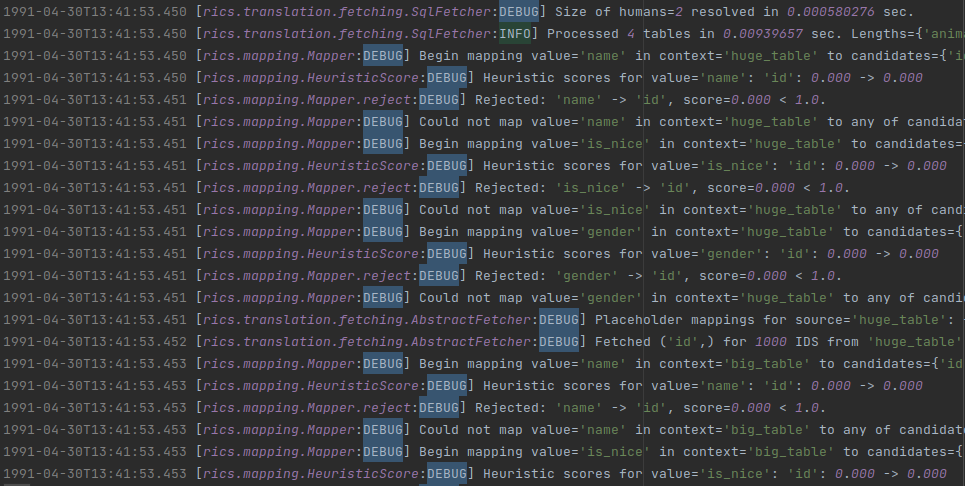 1991-04-30T13:41:53.450 [rics.translation.fetching.SqlFetcher:DEBUG] Size of humans=2 resolved in 0.000580276 sec.
1991-04-30T13:41:53.450 [rics.translation.fetching.SqlFetcher:INFO] Processed 4 tables in 0.00939657 sec. Lengths={'anima
1991-04-30T13:41:53.450 [rics.mapping.Mapper:DEBUG] Begin mapping value='name' in context='huge_table' to candidates={'id
1991-04-30T13:41:53.450 [rics.mapping.HeuristicScore:DEBUG] Heuristic scores for value='name': 'id': 0.000 -> 0.000
1991-04-30T13:41:53.451 [rics.mapping.Mapper.reject:DEBUG] Rejected: 'name' -> 'id', score=0.000 < 1.0.
1991-04-30T13:41:53.451 [rics.mapping.Mapper:DEBUG] Could not map value='name' in context='huge_table' to any of candida
1991-04-30T13:41:53.451 [rics.mapping.Mapper:DEBUG] Begin mapping value='is_nice' in context='huge_table' to candidates=
1991-04-30T13:41:53.451 [rics.mapping.HeuristicScore:DEBUG] Heuristic scores for value='is_nice': 'id': 0.000 -> 0.000
1991-04-30T13:41:53.451 [rics.mapping.Mapper.reject:DEBUG] Rejected: 'is_nice' -> 'id', score=0.000 < 1.0.
1991-04-30T13:41:53.451 [rics.mapping.Mapper:DEBUG] Could not map value='is_nice' in context='huge_table' to any of candi
1991-04-30T13:41:53.451 [rics.mapping.Mapper:DEBUG] Begin mapping value='gender' in context='huge_table' to candidates={
1991-04-30T13:41:53.451 [rics.mapping.HeuristicScore:DEBUG] Heuristic scores for value='gender': 'id': 0.000 -> 0.000
1991-04-30T13:41:53.451 [rics.mapping.Mapper.reject:DEBUG] Rejected: 'gender' -> 'id', score=0.000 < 1.0.
1991-04-30T13:41:53.451 [rics.mapping.Mapper:DEBUG] Could not map value='gender' in context='huge_table' to any of candid
1991-04-30T13:41:53.451 [rics.translation.fetching.AbstractFetcher:DEBUG] Placeholder mappings for source='huge_table':
1991-04-30T13:41:53.452 [rics.translation.fetching.AbstractFetcher:DEBUG] Fetched ('id',) for 1000 IDS from 'huge_table'
1991-04-30T13:41:53.453 [rics.mapping.Mapper:DEBUG] Begin mapping value='name' in context='big_table' to candidates={'id
1991-04-30T13:41:53.453 [rics.mapping.HeuristicScore:DEBUG] Heuristic scores for value='name': 'id': 0.000 -> 0.000
1991-04-30T13:41:53.453 [rics.mapping.Mapper.reject:DEBUG] Rejected: 'name' -> 'id', score=0.000 < 1.0.
1991-04-30T13:41:53.453 [rics.mapping.Mapper:DEBUG] Could not map value='name' in context='big_table' to any of candidat
1991-04-30T13:41:53.453 [rics.mapping.Mapper:DEBUG] Begin mapping value='is_nice' in context='big_table' to candidates={
1991-04-30T13:41:53.453 [rics.mapping.HeuristicScore:DEBUG] Heuristic scores for value='is_nice': 'id': 0.000 -> 0.000